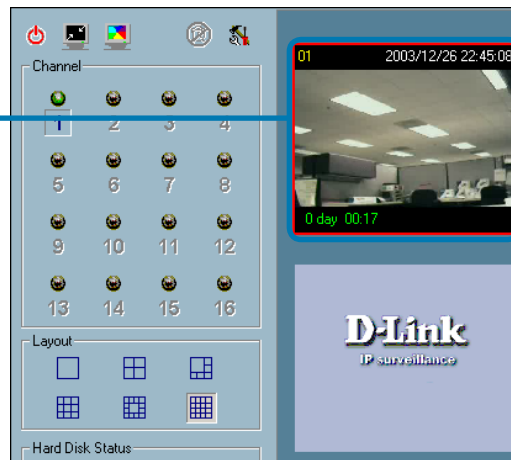 Channel
1 2 3 4
5 6 7 8
9 10 11 12
13 14 15 16
Layout
Hard Disk Status
01 2003/12/26 22:45:08
0 day 00:17
D-Link
IP surveillance